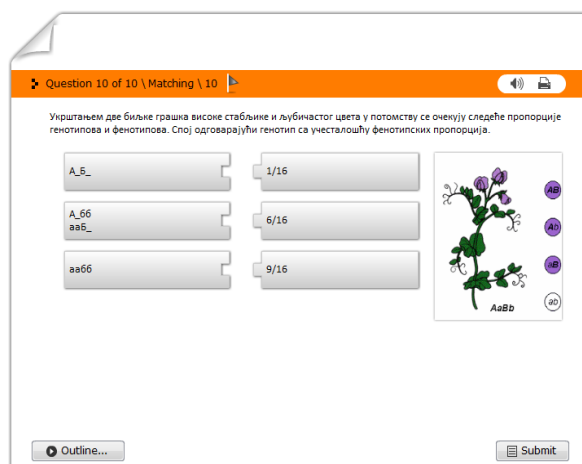 Question 10 of 10 \ Matching \ 10
Укрштањем две биљке грашка високе стабљике и љубичастог цвета у потомству се очекују следеће пропорције
генотипова и фенотипова. Спој одговарајући генотип са учесталошћу фенотипских пропорција.
А_Б_
1/16
А_бб
ааБ_
6/16
аабб
9/16
AB
Ab
aB
ab
AaBb
Outline...
Submit